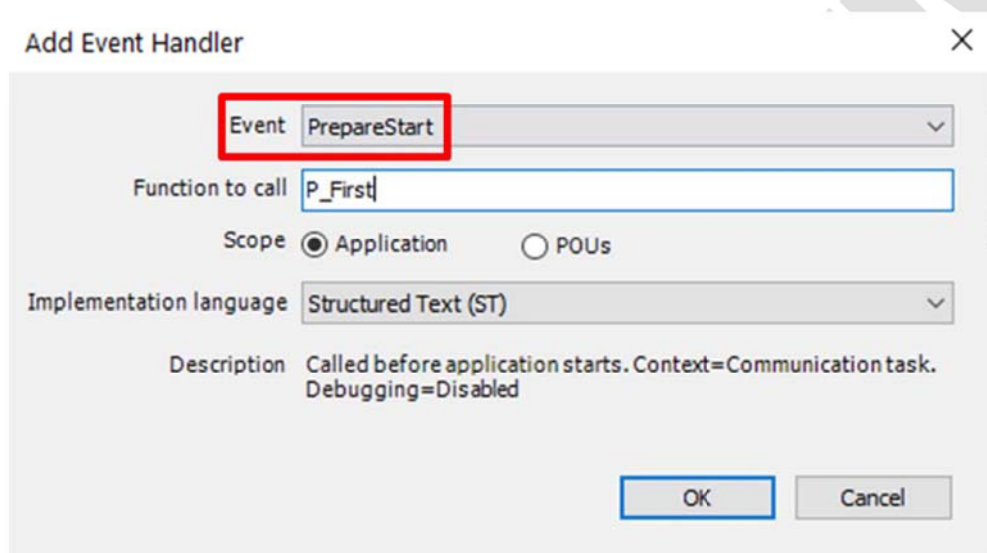 Add Event Handler
Event PrepareStart
Function to call P_First
Scope Application POUs
Implementation language Structured Text (ST)
Description Called before application starts. Context=Communication task.
Debugging=Disabled
OK Cancel